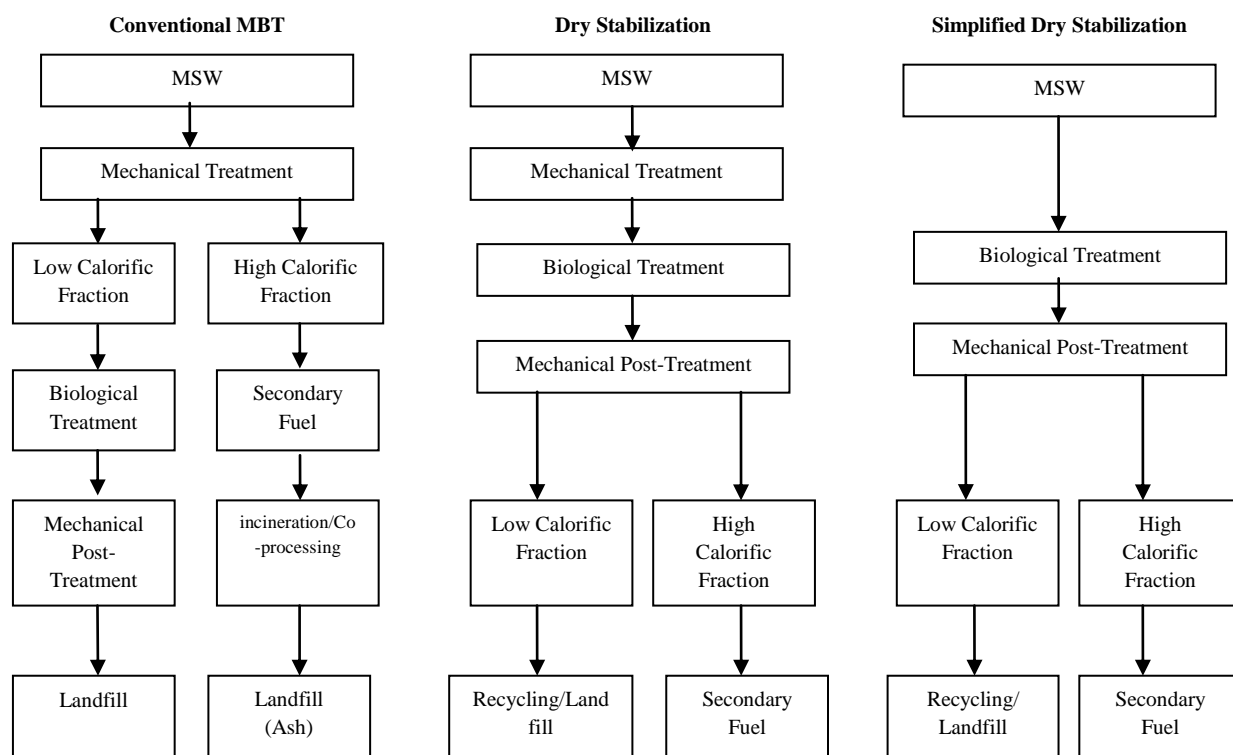 Conventional MBT
MSW
Mechanical Treatment
Low Calorific
Fraction
High Calorific
Fraction
Biological
Treatment
Secondary
Fuel
Mechanical
Post-
Treatment
incineration/Co
-processing
Landfill
Landfill
(Ash)
Dry Stabilization
MSW
Mechanical Treatment
Biological Treatment
Mechanical Post-Treatment
Low Calorific
Fraction
High
Calorific
Fraction
Recycling/Land
fill
Secondary
Fuel
Simplified Dry Stabilization
MSW
Biological Treatment
Mechanical Post-Treatment
Low Calorific
Fraction
High
Calorific
Fraction
Recycling/
Landfill
Secondary
Fuel